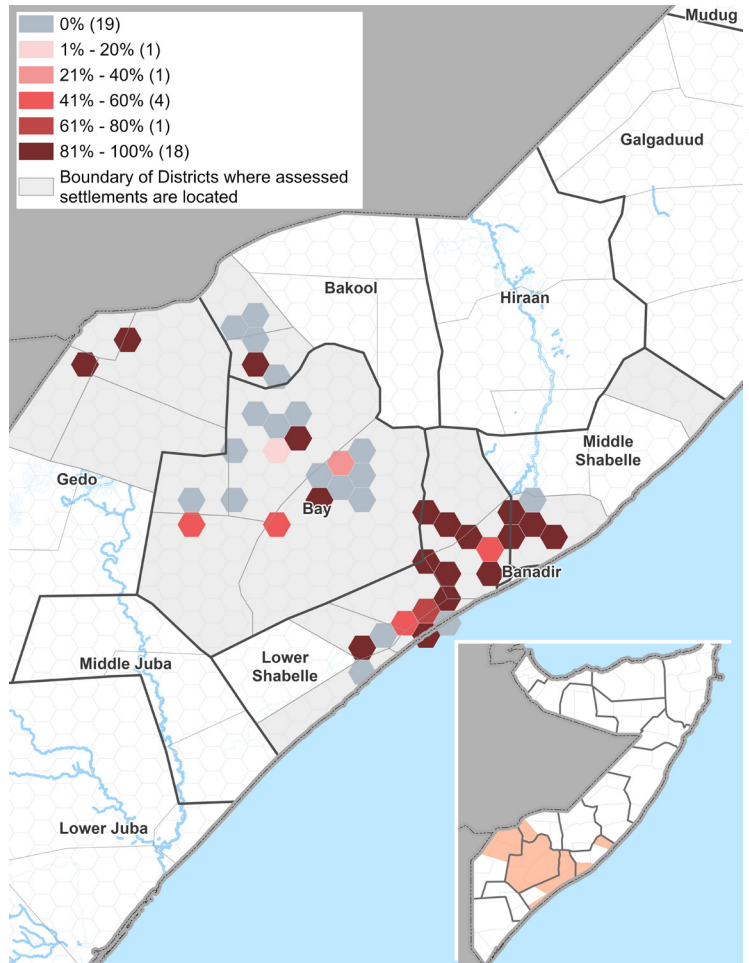 0% (19)
1% - 20% (1)
21% - 40% (1)
41% - 60% (4)
61% - 80% (1)
81% - 100% (18)
Boundary of Districts where assessed
settlements are located
Mudug
Galgaduud
Bakool
Hiraan
Middle
Shabelle
Gedo
Bay
Banadir
Middle Juba
Lower
Shabelle
Lower Juba